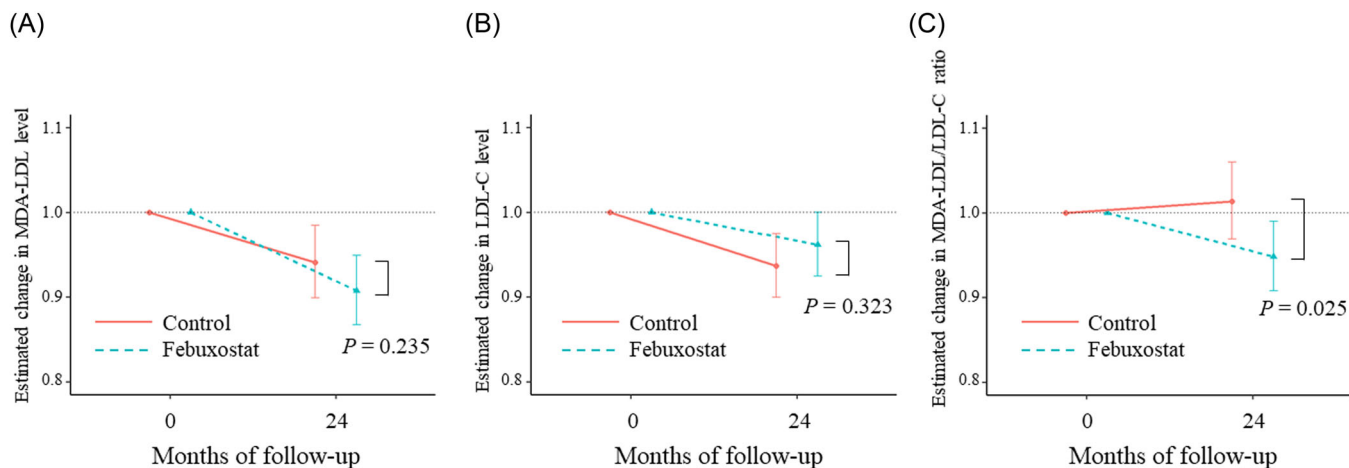 (A)
Estimated change in MDA-LDL level
1.1
1.0
0.9
0.8
Control
Febuxostat
P = 0.235
0 24
Months of follow-up
(B)
Estimated change in LDL-C level
1.1
1.0
0.9
0.8
Control
Febuxostat
P = 0.323
0 24
Months of follow-up
(C)
Estimated change in MDA-LDL/LDL-C ratio
1.1
1.0
0.9
0.8
Control
Febuxostat
P = 0.025
0 24
Months of follow-up